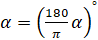 α = (180/π α)°